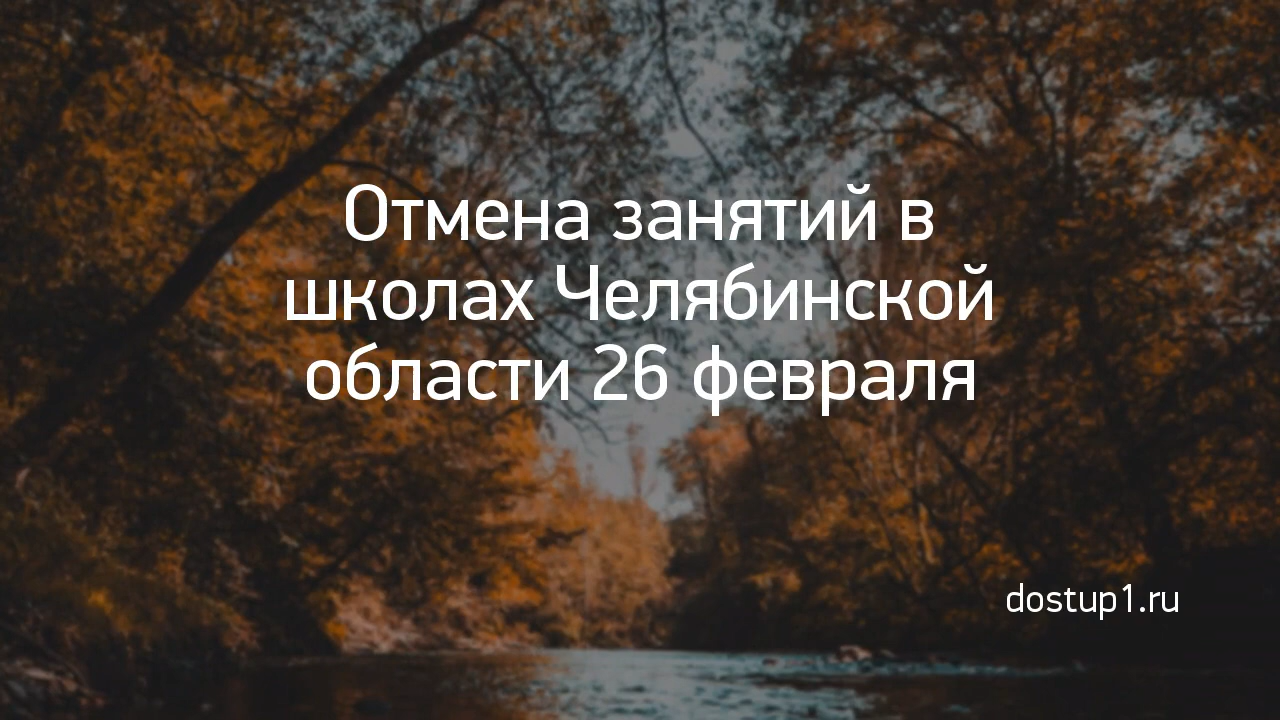 Отмена занятий в
школах Челябинской
области 26 февраля
dostup1.ru